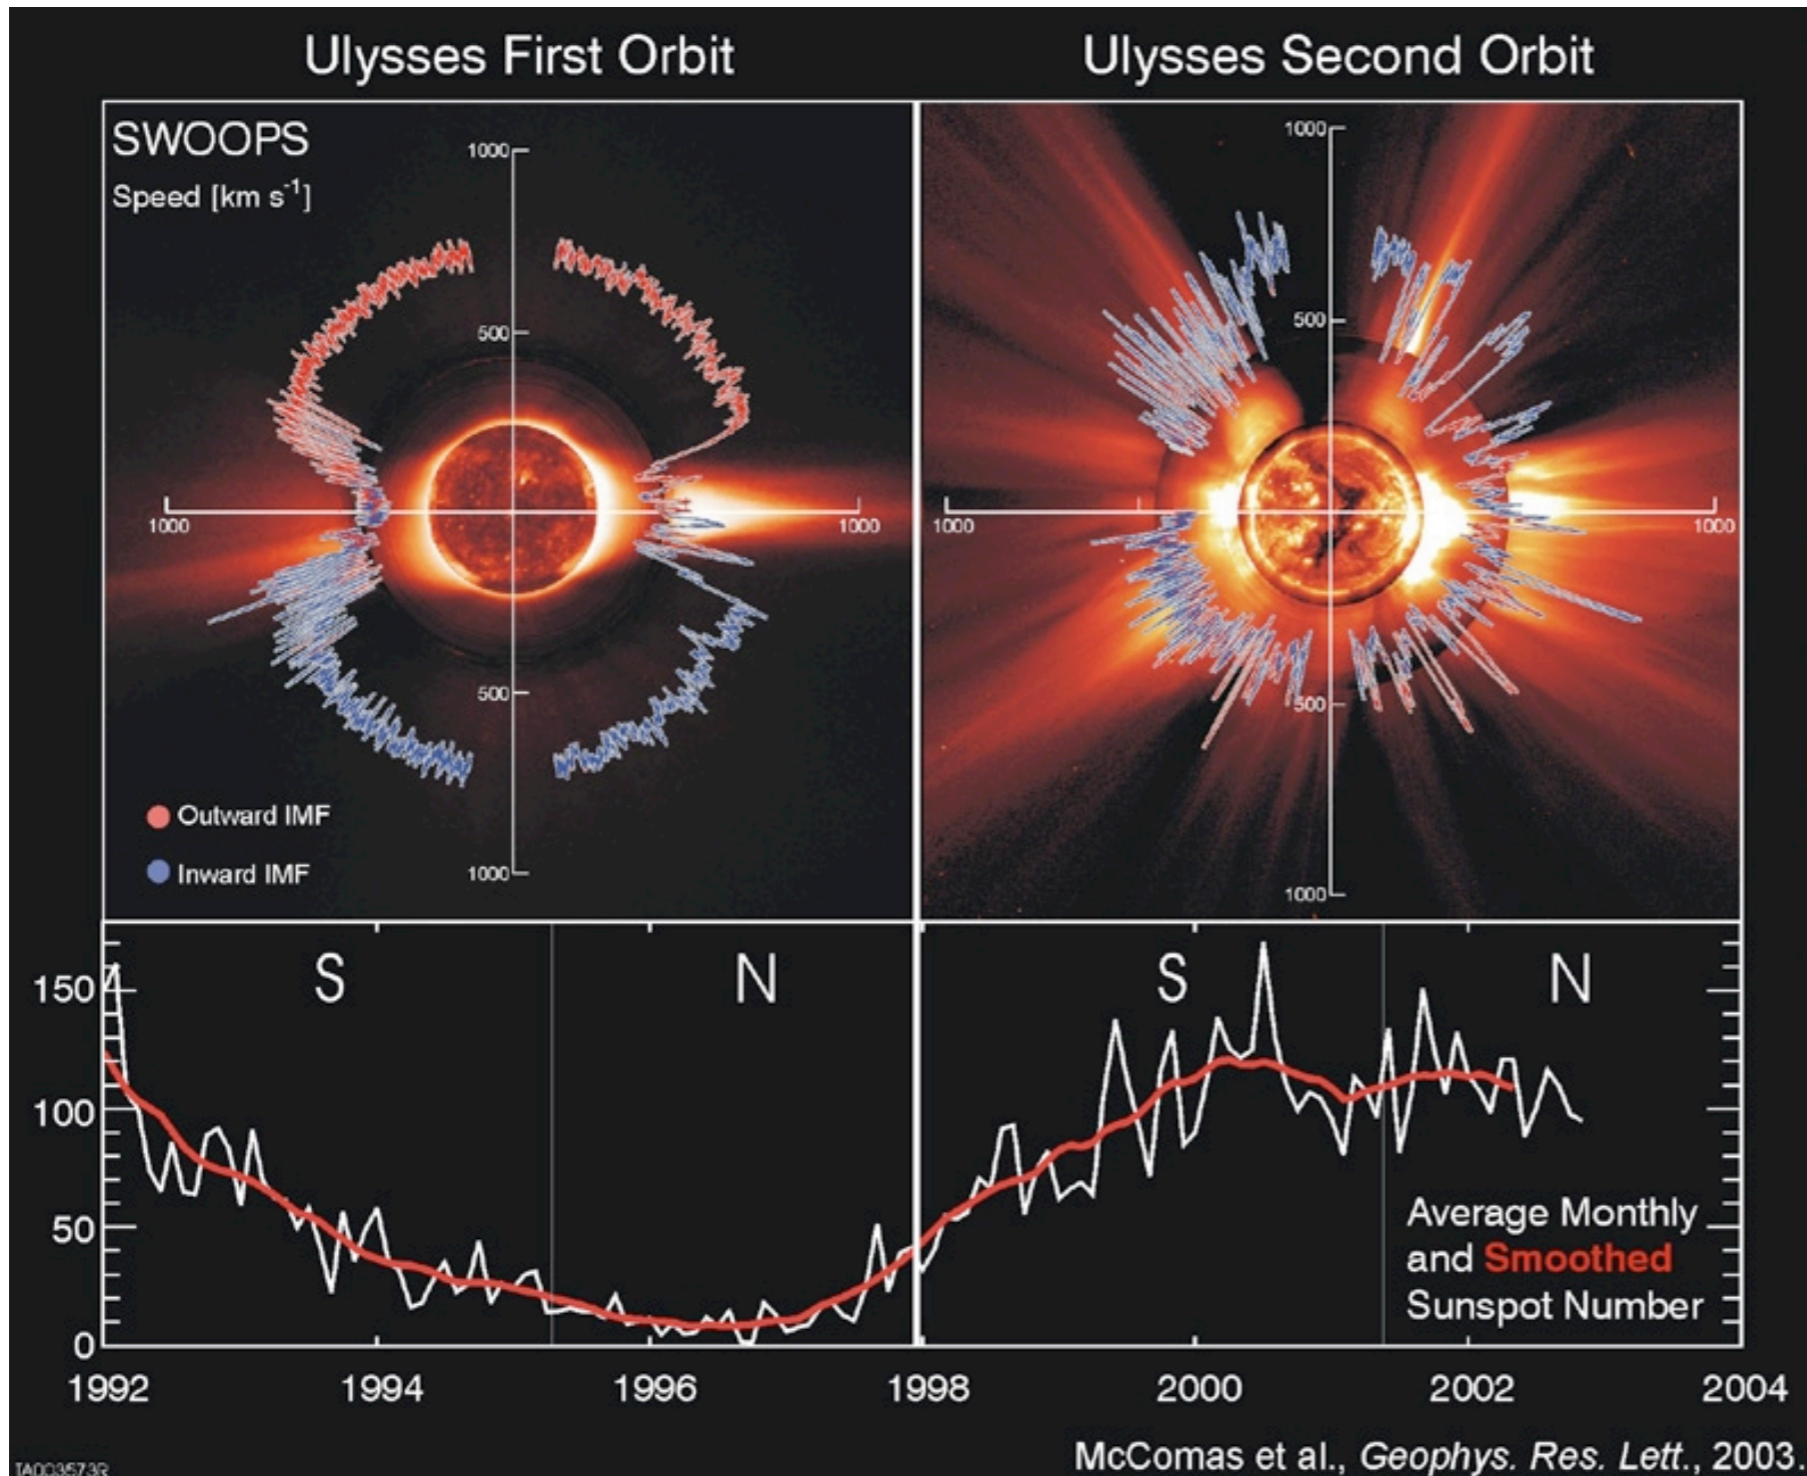 Ulysses First Orbit
Ulysses Second Orbit
SWOOPS
Speed [km s-1]
1000
500
1000
1000
500
1000
Outward IMF
Inward IMF
1000
500
1000
1000
500
1000
S
N
S
N
150
100
50
0
Average Monthly
and Smoothed
Sunspot Number
1992
1994
1996
1998
2000
2002
2004
McComas et al., Geophys. Res. Lett., 2003.